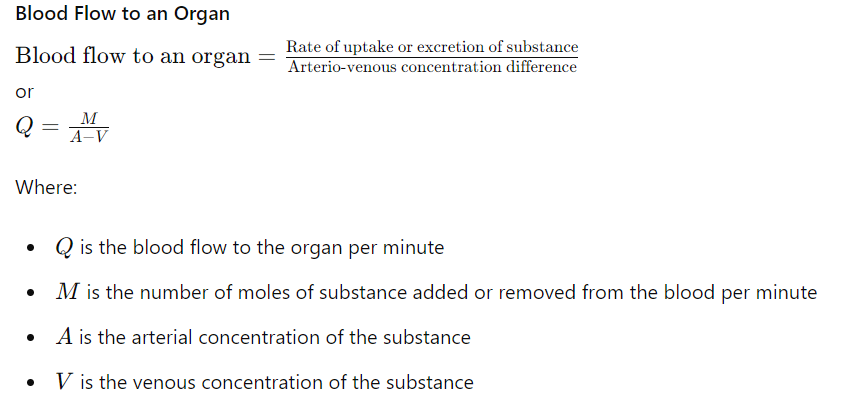 Blood Flow to an Organ
Blood flow to an organ = \frac{Rate of uptake or excretion of substance}{Arterio-venous concentration difference}
or
Q = \frac{M}{A-V}
Where:
• Q is the blood flow to the organ per minute
• M is the number of moles of substance added or removed from the blood per minute
• A is the arterial concentration of the substance
• V is the venous concentration of the substance